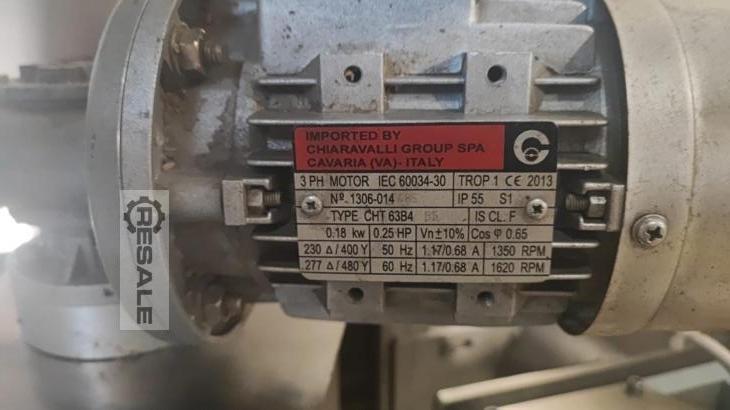 IMPORTED BY
CHIARAVALLI GROUP SPA
CAVARIA (VA)- ITALY
3 PH MOTOR IEC 60034-30 TROP 1 CE 2013
Nº 1306-014 IP 55 S1
TYPE CHT 63B4 IS CL. F
0.18 kw 0.25 HP Vn±10% Cos φ 0.65
230 Δ/400 Y 50 Hz 1.17/0.68 A 1350 RPM
277 Δ/480 Y 60 Hz 1.17/0.68 A 1620 RPM
RESALE